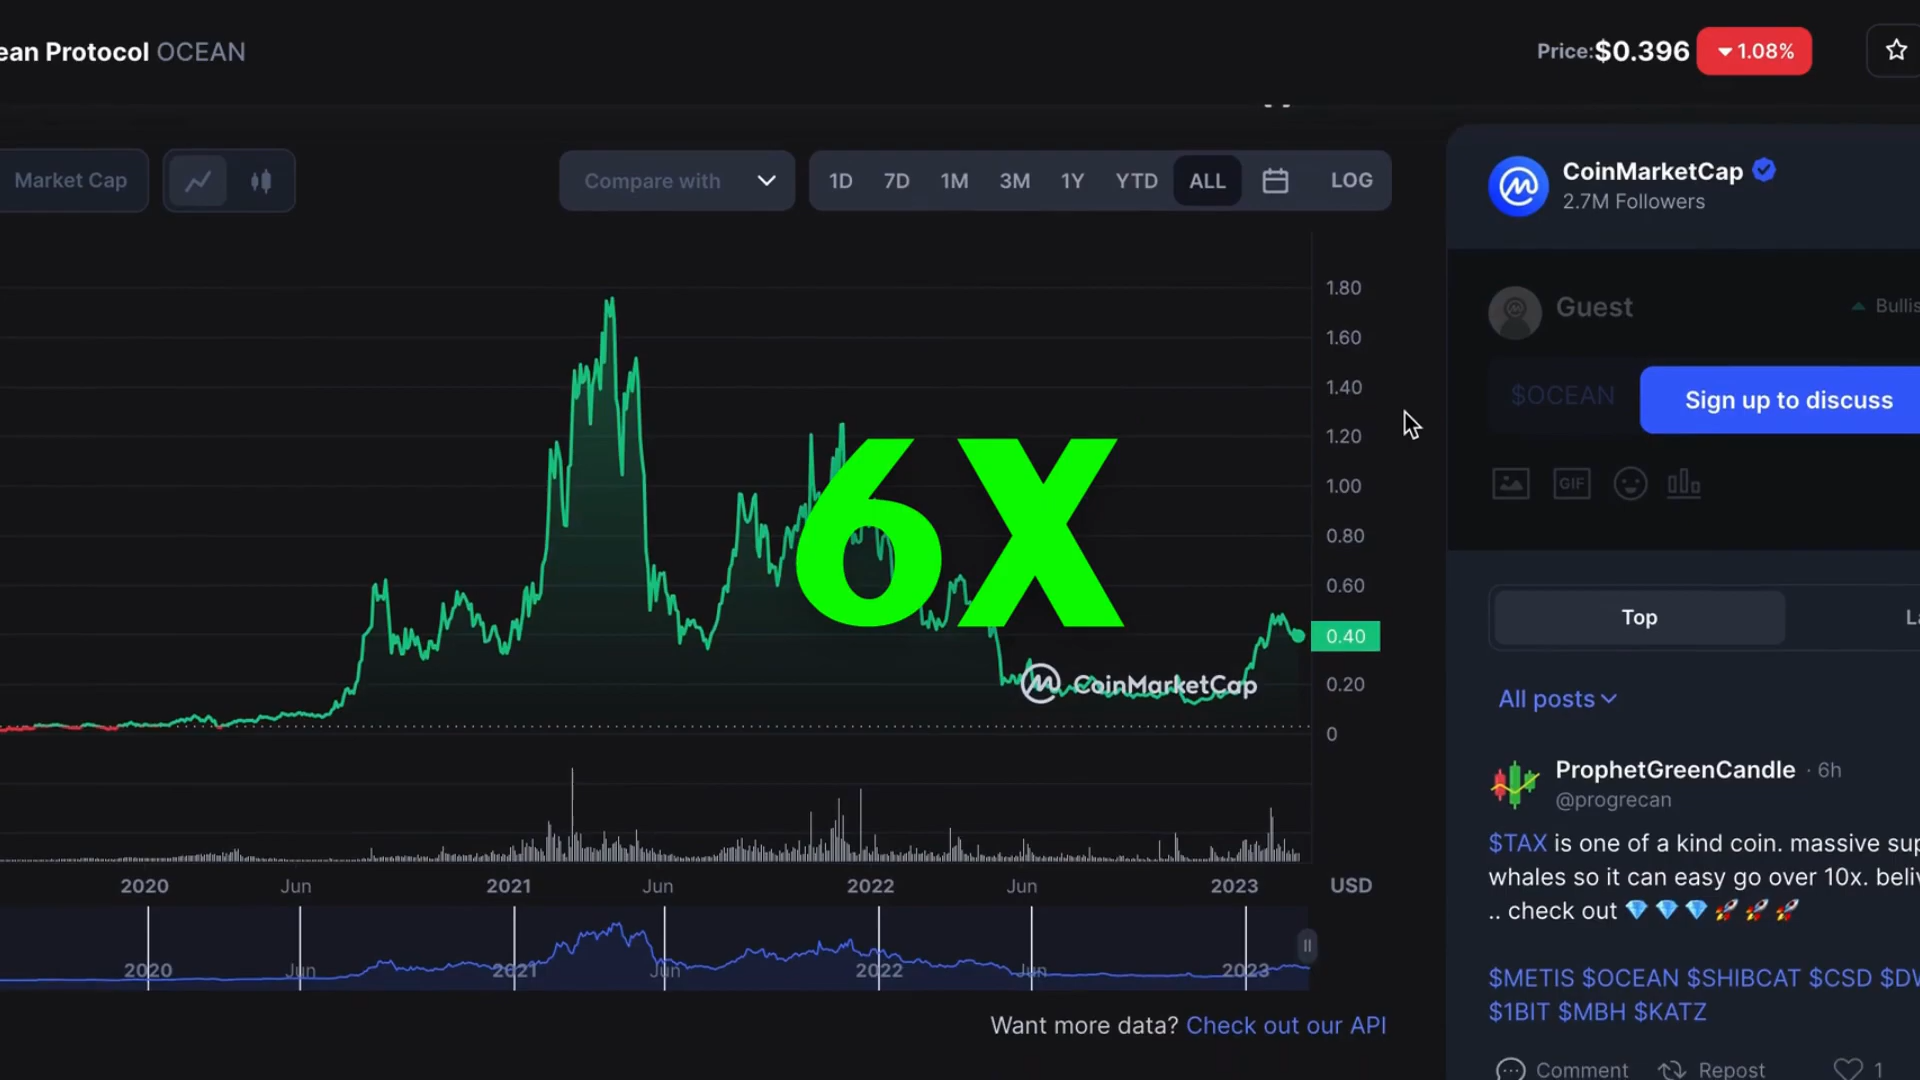 ean Protocol OCEAN
Price: $0.396 1.08%
Market Cap
Compare with
1D 7D 1M 3M 1Y YTD ALL LOG
1.80
1.60
1.40
1.20
1.00
0.80
0.60
0.40
0.20
0
6X
CoinMarketCap
2020 Jun 2021 Jun 2022 Jun 2023 USD
2020 Jun 2021 Jun 2022 Jun 2023
Want more data? Check out our API
CoinMarketCap
2.7M Followers
Guest
Bullis
$OCEAN
Sign up to discuss
GIF
Top
La
All posts
ProphetGreenCandle · 6h
@progrecan
$TAX is one of a kind coin. massive sup
whales so it can easy go over 10x. beliv
.. check out 💎 💎 💎 🚀 🚀 🚀
$METIS $OCEAN $SHIBCAT $CSD $DW
$1BIT $MBH $KATZ
Comment Repost 1